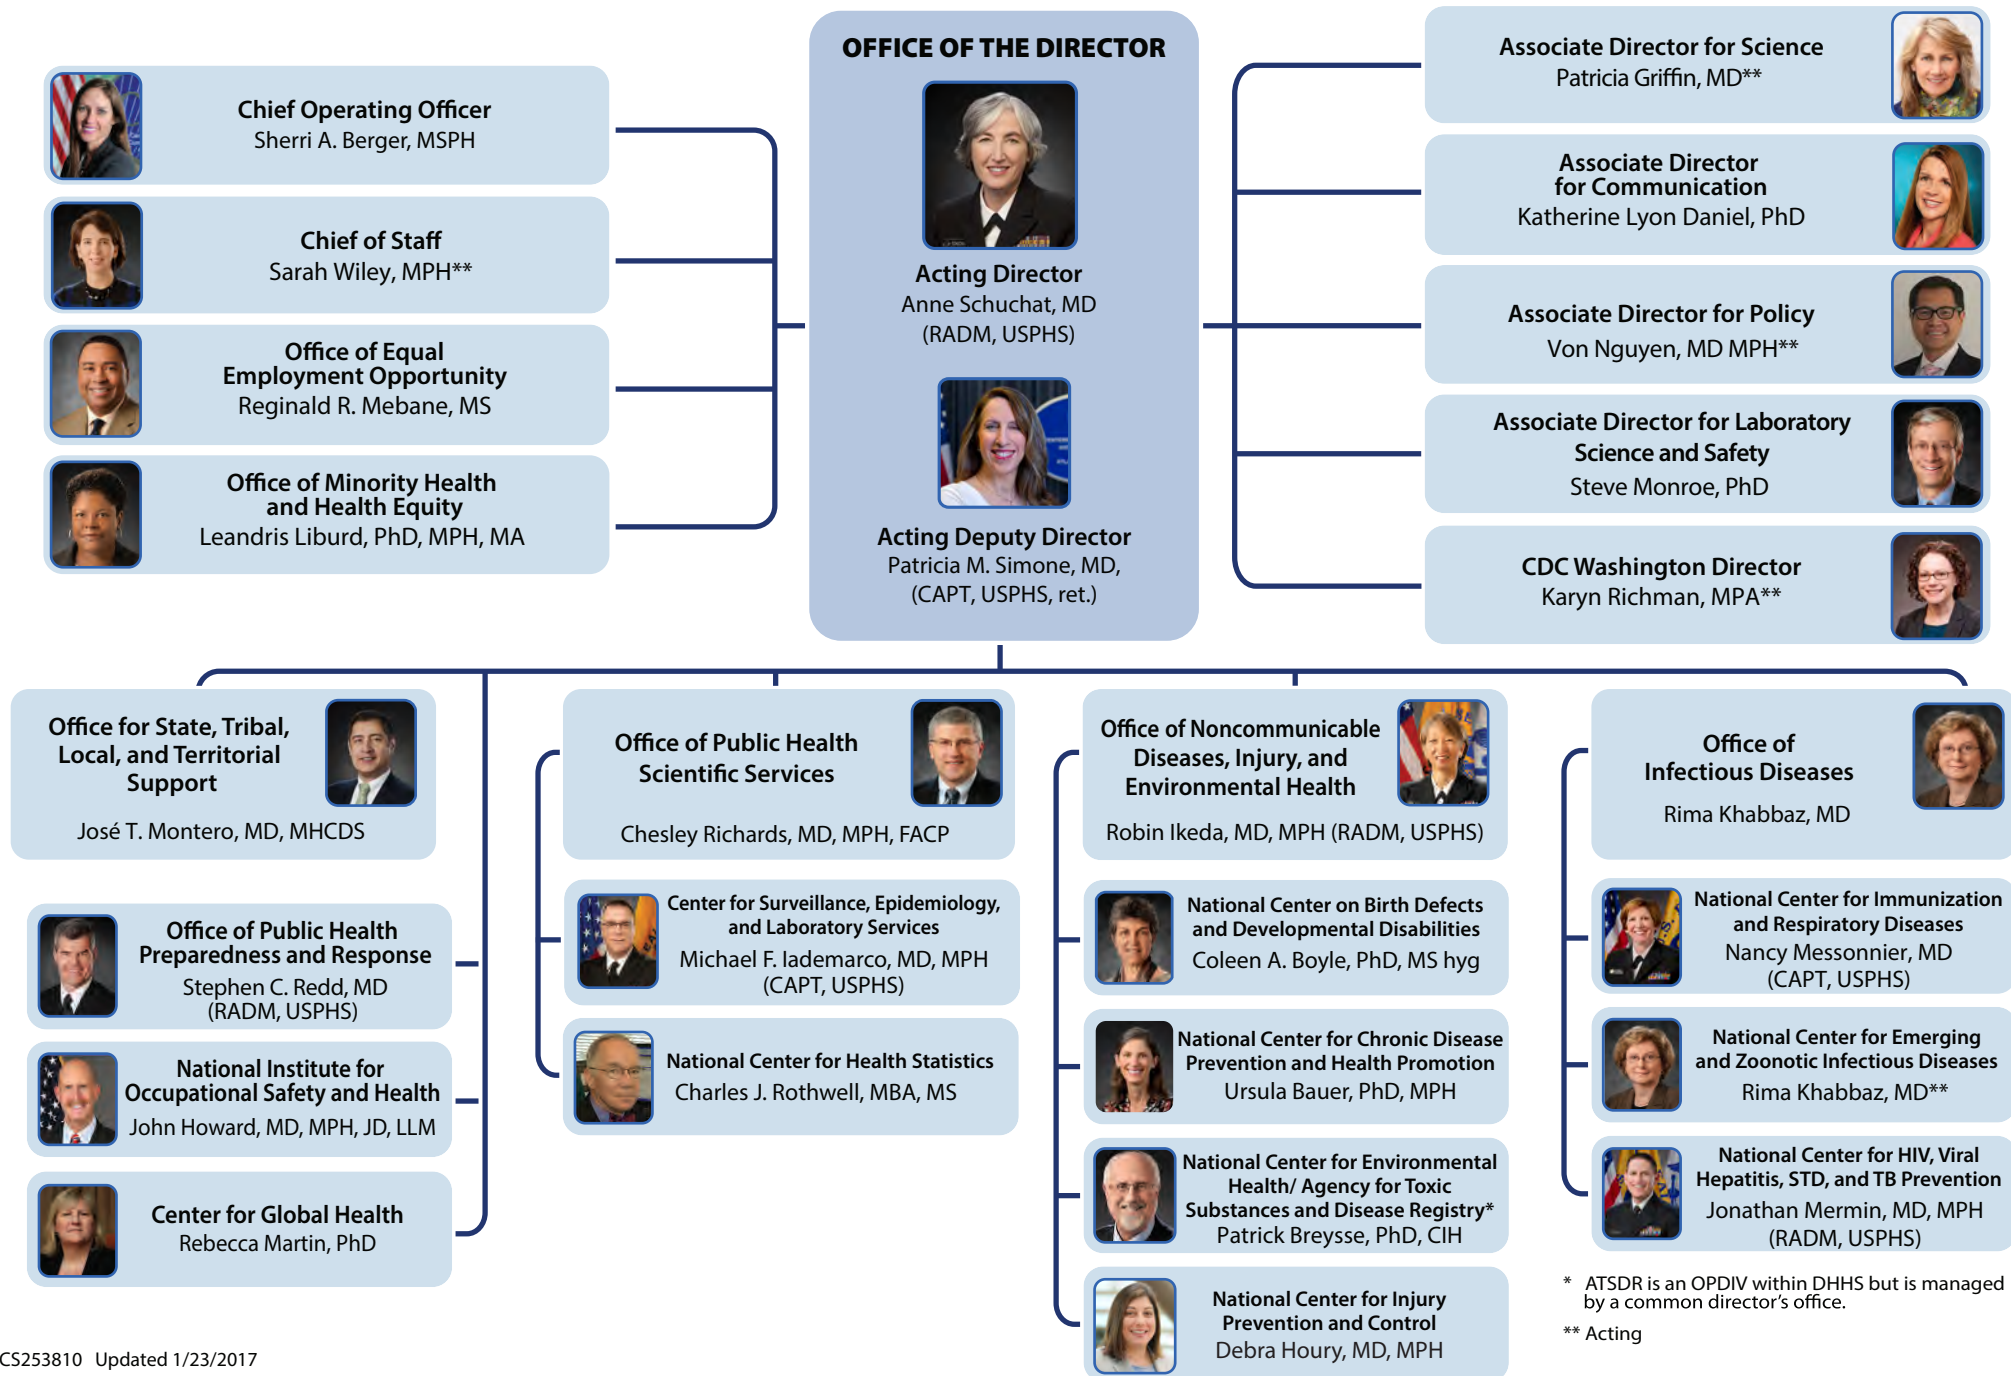 OFFICE OF THE DIRECTOR
Acting Director
Anne Schuchat, MD
(RADM, USPHS)
Acting Deputy Director
Patricia M. Simone, MD,
(CAPT, USPHS, ret.)
Chief Operating Officer
Sherri A. Berger, MSPH
Chief of Staff
Sarah Wiley, MPH**
Office of Equal
Employment Opportunity
Reginald R. Mebane, MS
Office of Minority Health
and Health Equity
Leandris Liburd, PhD, MPH, MA
Associate Director for Science
Patricia Griffin, MD**
Associate Director
for Communication
Katherine Lyon Daniel, PhD
Associate Director for Policy
Von Nguyen, MD MPH**
Associate Director for Laboratory
Science and Safety
Steve Monroe, PhD
CDC Washington Director
Karyn Richman, MPA**
Office for State, Tribal,
Local, and Territorial
Support
José T. Montero, MD, MHCDS
Office of Public Health
Preparedness and Response
Stephen C. Redd, MD
(RADM, USPHS)
National Institute for
Occupational Safety and Health
John Howard, MD, MPH, JD, LLM
Center for Global Health
Rebecca Martin, PhD
Office of Public Health
Scientific Services
Chesley Richards, MD, MPH, FACP
Center for Surveillance, Epidemiology,
and Laboratory Services
Michael F. Iademarco, MD, MPH
(CAPT, USPHS)
National Center for Health Statistics
Charles J. Rothwell, MBA, MS
Office of Noncommunicable
Diseases, Injury, and
Environmental Health
Robin Ikeda, MD, MPH (RADM, USPHS)
National Center on Birth Defects
and Developmental Disabilities
Coleen A. Boyle, PhD, MS hyg
National Center for Chronic Disease
Prevention and Health Promotion
Ursula Bauer, PhD, MPH
National Center for Environmental
Health/ Agency for Toxic
Substances and Disease Registry*
Patrick Breysse, PhD, CIH
National Center for Injury
Prevention and Control
Debra Houry, MD, MPH
Office of
Infectious Diseases
Rima Khabbaz, MD
National Center for Immunization
and Respiratory Diseases
Nancy Messonnier, MD
(CAPT, USPHS)
National Center for Emerging
and Zoonotic Infectious Diseases
Rima Khabbaz, MD**
National Center for HIV, Viral
Hepatitis, STD, and TB Prevention
Jonathan Mermin, MD, MPH
(RADM, USPHS)
* ATSDR is an OPDIV within DHHS but is managed
by a common director's office.
** Acting
CS253810 Updated 1/23/2017